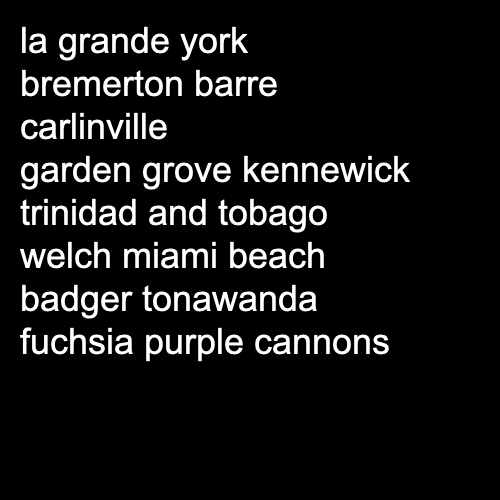 la grande york
bremerton barre
carlinville
garden grove kennewick
trinidad and tobago
welch miami beach
badger tonawanda
fuchsia purple cannons